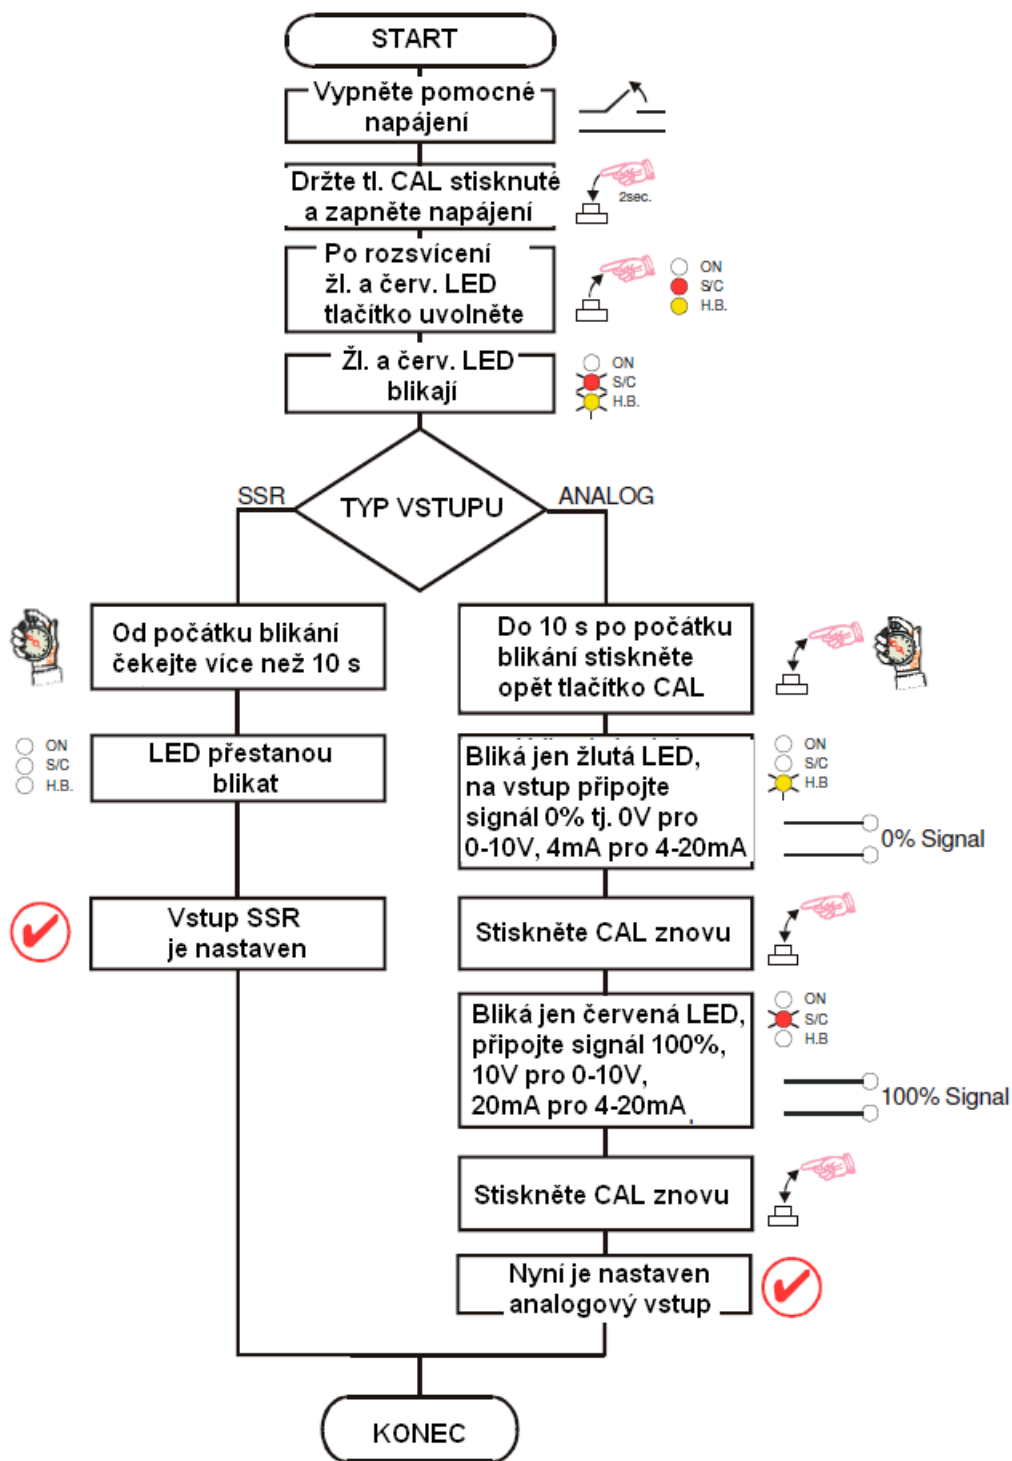 START
Vypněte pomocné
napájení
Držte tl. CAL stisknuté
a zapněte napájení
2sec.
Po rozsvícení
žl. a červ. LED
tlačítko uvolněte
ON
S/C
H.B.
Žl. a červ. LED
blikají
ON
S/C
H.B.
SSR
TYP VSTUPU
ANALOG
Od počátku blikání
čekejte více než 10 s
ON
S/C
H.B.
LED přestanou
blikat
Vstup SSR
je nastaven
Do 10 s po počátku
blikání stiskněte
opět tlačítko CAL
Bliká jen žlutá LED,
na vstup připojte
signál 0% tj. 0V pro
0-10V, 4mA pro 4-20mA
ON
S/C
H.B
0% Signal
Stiskněte CAL znovu
Bliká jen červená LED,
připojte signál 100%,
10V pro 0-10V,
20mA pro 4-20mA
ON
S/C
H.B
100% Signal
Stiskněte CAL znovu
Nyní je nastaven
analogový vstup
KONEC